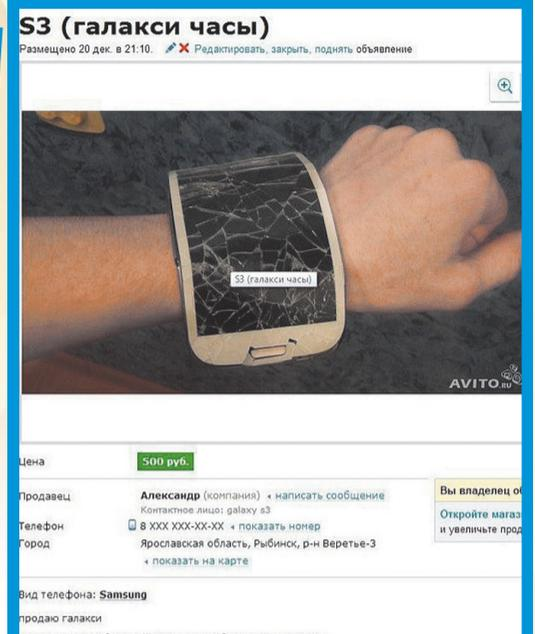 S3 (галакси часы)
Размещено 20 дек. в 21:10. Редактировать, закрыть, поднять объявление
S3 (галакси часы)
AVITO.RU
Цена 500 руб.
Продавец Александр (компания) написать сообщение
Контактное лицо: galaxy s3
Телефон 8 XXX XXX-XX-XX показать номер
Город Ярославская область, Рыбинск, р-н Веретье-3
показать на карте
Вы владелец
Откройте
и увеличьте
Вид телефона: Samsung
продаю галакси